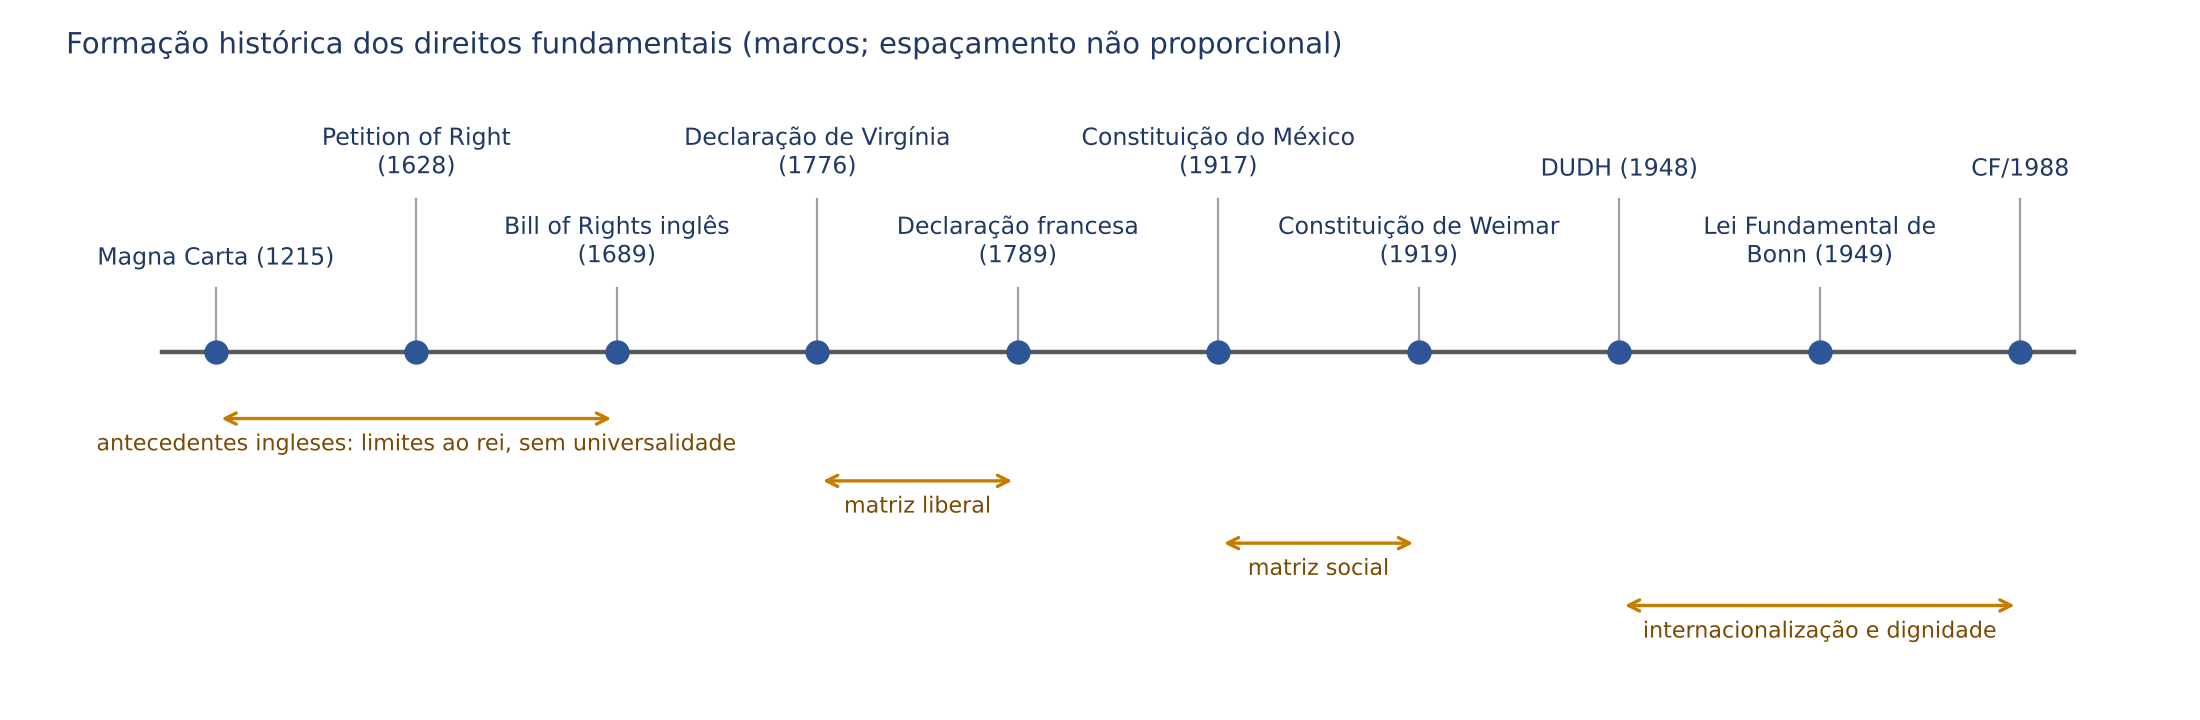 Formação histórica dos direitos fundamentais (marcos; espaçamento não proporcional)
Magna Carta (1215)
Petition of Right
(1628)
Bill of Rights inglês
(1689)
Declaração de Virgínia
(1776)
Declaração francesa
(1789)
Constituição do México
(1917)
Constituição de Weimar
(1919)
DUDH (1948)
Lei Fundamental de
Bonn (1949)
CF/1988
antecedentes ingleses: limites ao rei, sem universalidade
matriz liberal
matriz social
internacionalização e dignidade